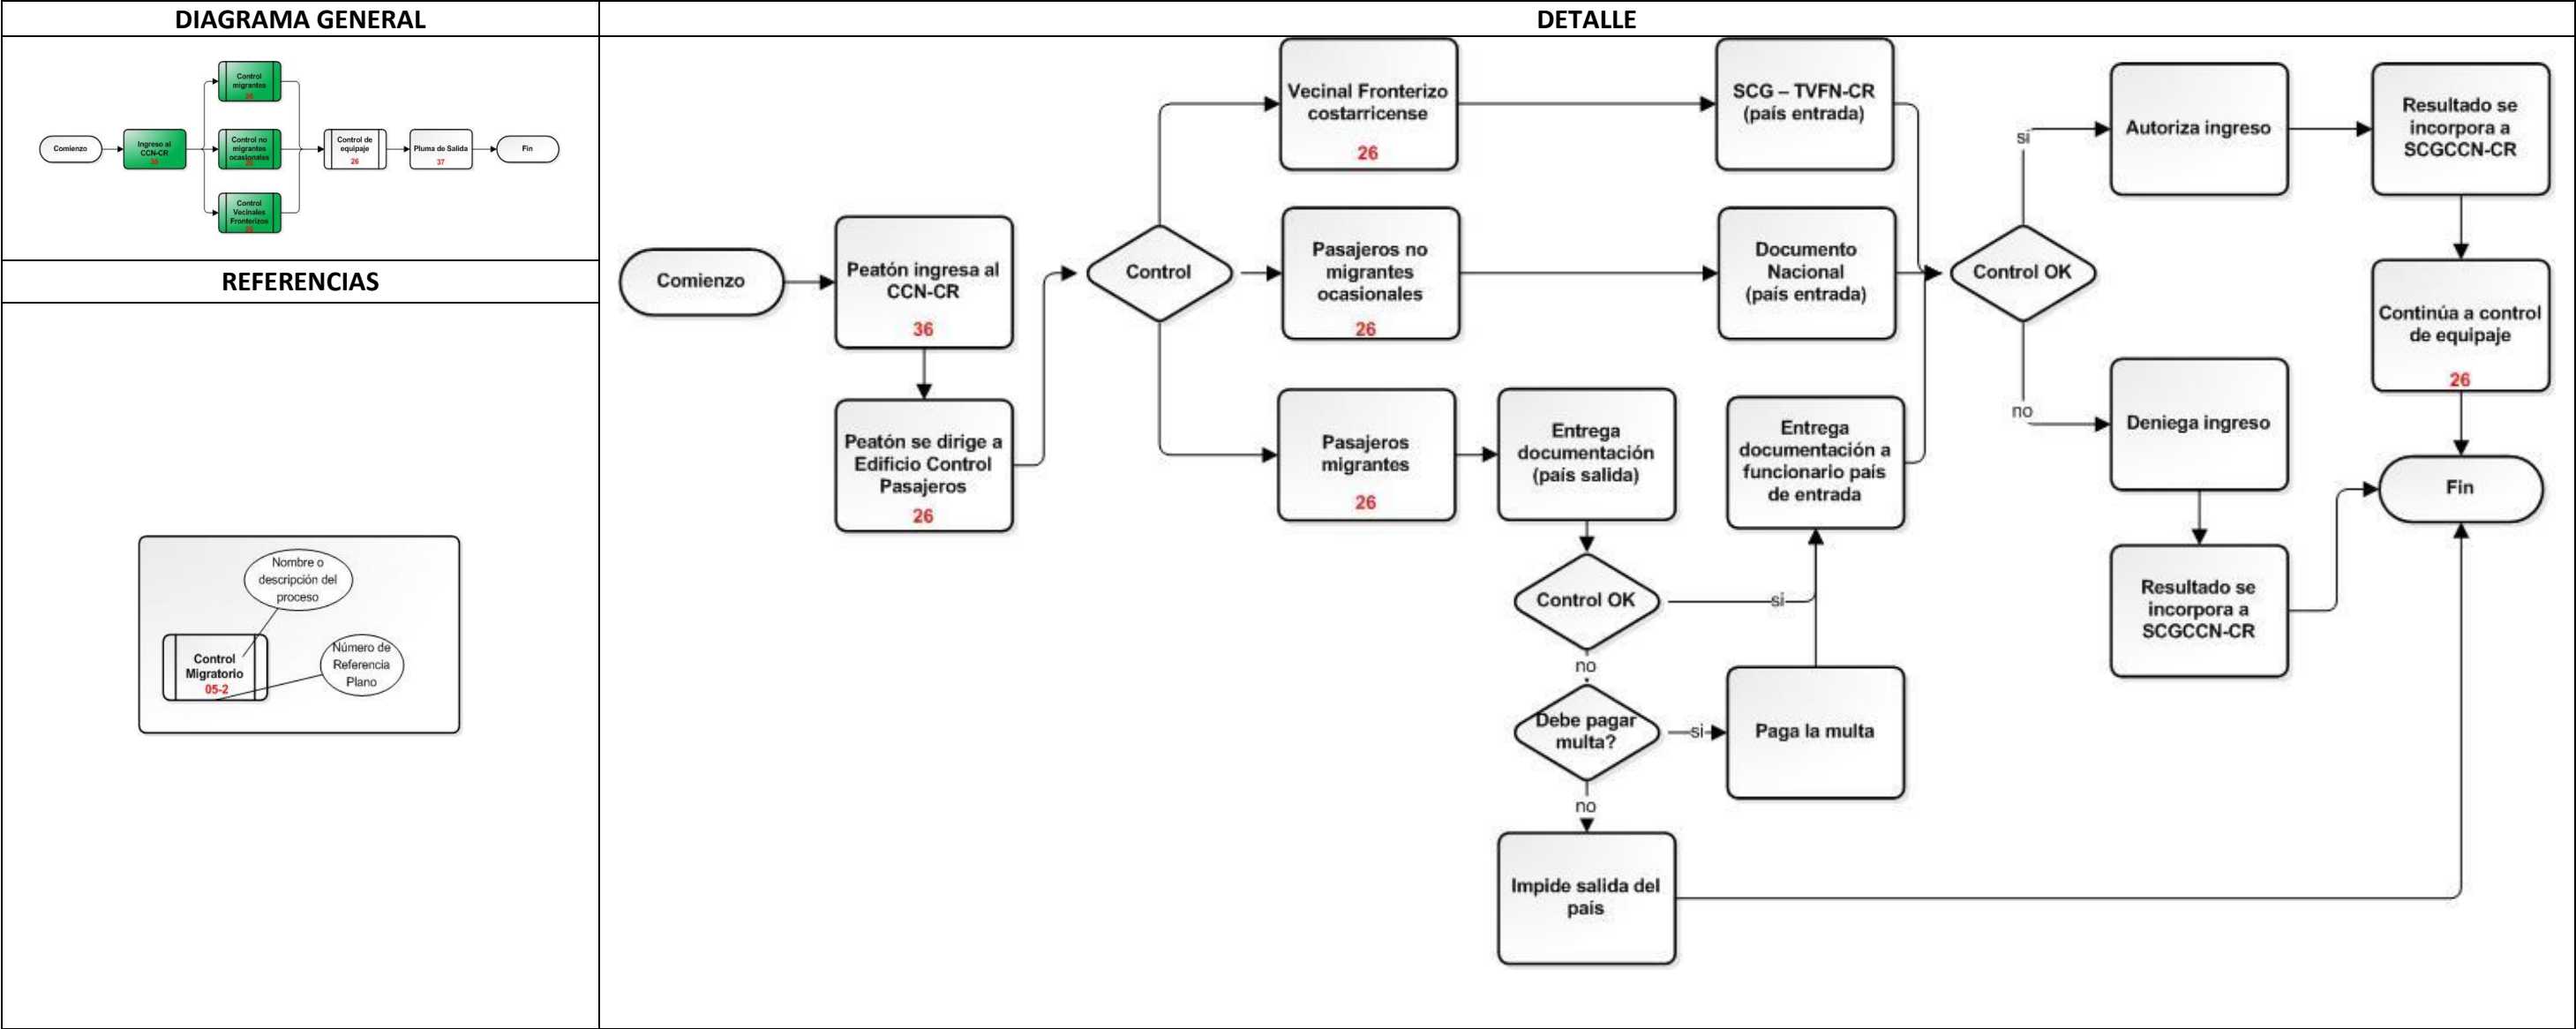 DIAGRAMA GENERAL
Comienzo
Ingreso al
CCN-CR
36
Control
migrantes
26
Control no
migrantes
ocasionales
26
Control
Vecinales
Fronterizos
26
Control de
equipaje
26
Pluma de Salida
37
Fin
REFERENCIAS
Nombre o
descripción del
proceso
Control
Migratorio
05-2
Número de
Referencia
Plano
DETALLE
Comienzo
Peatón ingresa al
CCN-CR
36
Peatón se dirige a
Edificio Control
Pasajeros
26
Control
Vecinal Fronterizo
costarricense
26
SCG – TVFN-CR
(país entrada)
Pasajeros no
migrantes
ocasionales
26
Documento
Nacional
(país entrada)
Pasajeros
migrantes
26
Entrega
documentación
(país salida)
Entrega
documentación a
funcionario país
de entrada
Control OK
si
no
Debe pagar
multa?
si
Paga la multa
no
Impide salida del
país
Control OK
si
Autoriza ingreso
Resultado se
incorpora a
SCGCCN-CR
Continúa a control
de equipaje
26
no
Deniega ingreso
Resultado se
incorpora a
SCGCCN-CR
Fin